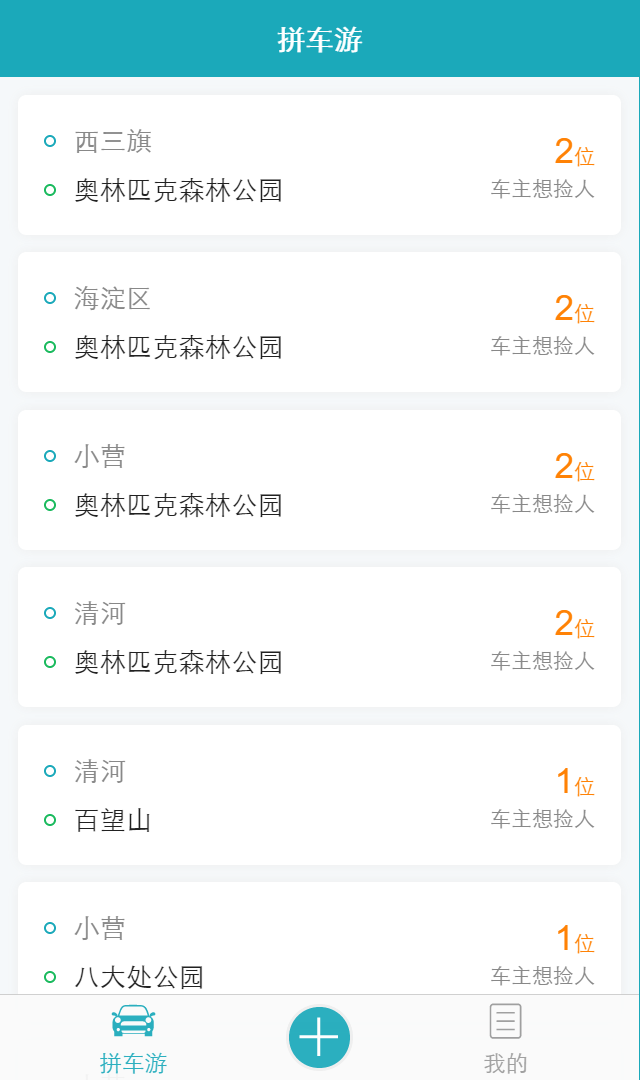 拼车游
西三旗
2位
奥林匹克森林公园
车主想捡人
海淀区
2位
奥林匹克森林公园
车主想捡人
小营
2位
奥林匹克森林公园
车主想捡人
清河
2位
奥林匹克森林公园
车主想捡人
清河
1位
百望山
车主想捡人
小营
1位
八大处公园
车主想捡人
拼车游
我的